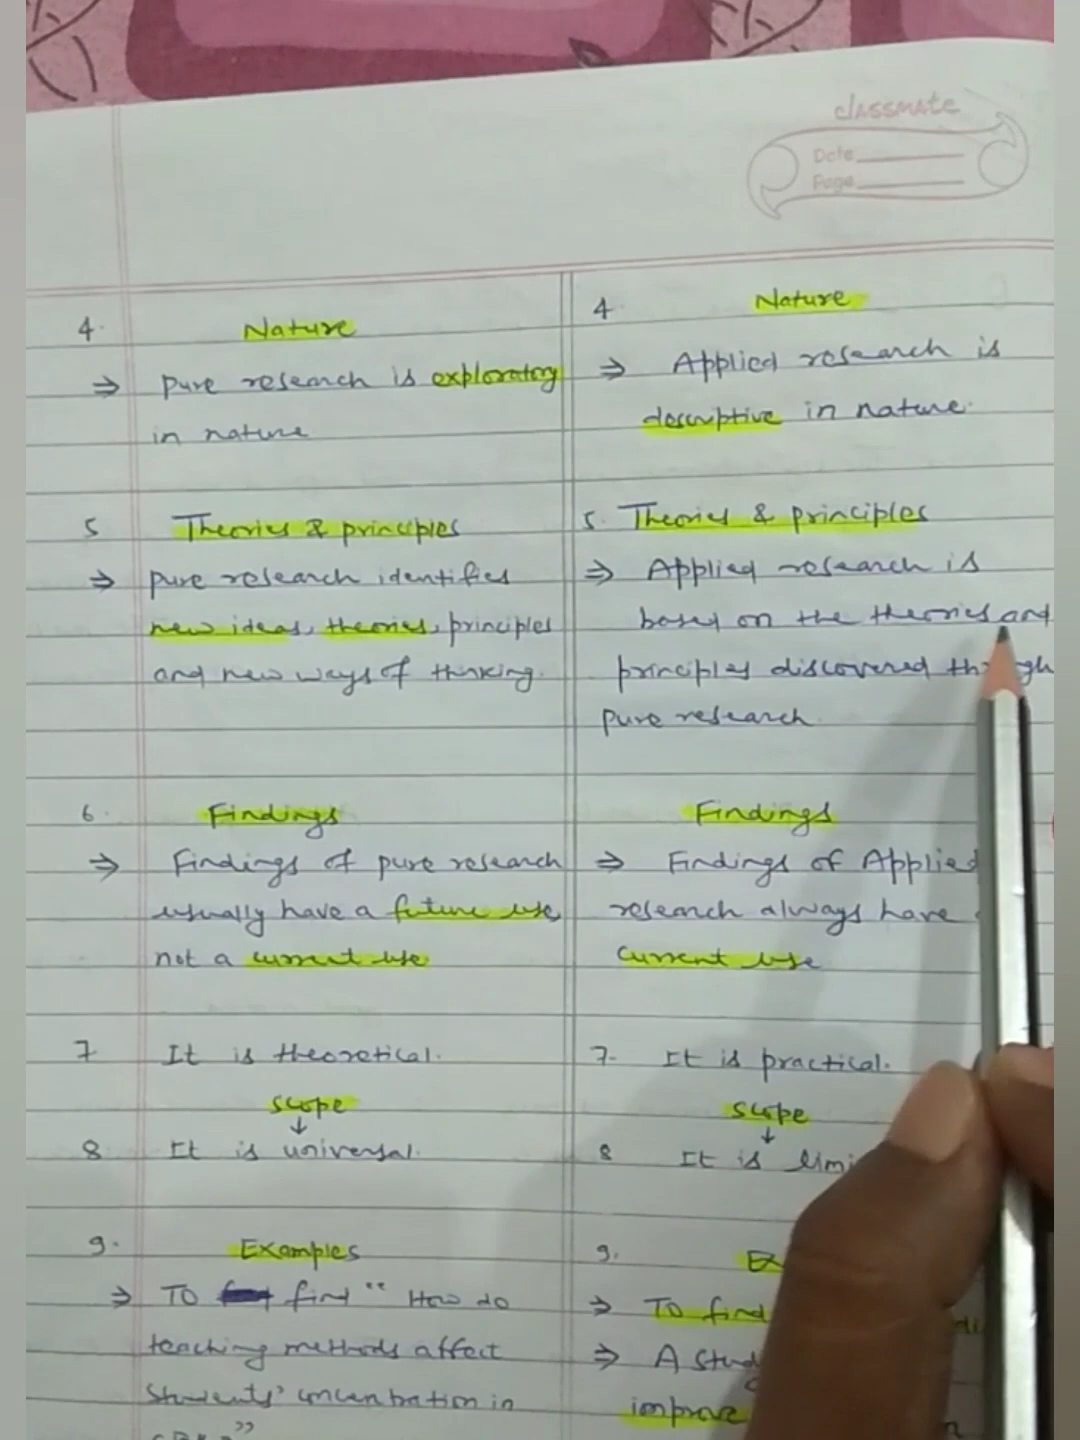 classmate
Date
Page
4. Nature
⇒ pure research is exploratory
in nature
5 Theories & principles
⇒ pure research identifies
new ideas, theories, principles
and new ways of thinking.
6. Findings
⇒ Findings of pure research
usually have a future use,
not a current use
7 It is theoretical.
scope
↓
8 It is universal.
9. Examples
⇒ To find "How do
teaching methods affect
Students' concentration in
4 Nature
⇒ Applied research is
descriptive in nature.
5. Theories & principles
⇒ Applied research is
based on the theories and
principles discovered through
pure research
Findings
⇒ Findings of Applied
research always have
current use
7. It is practical.
scope
↓
8 It is
9.
⇒ To find
⇒ A
improve